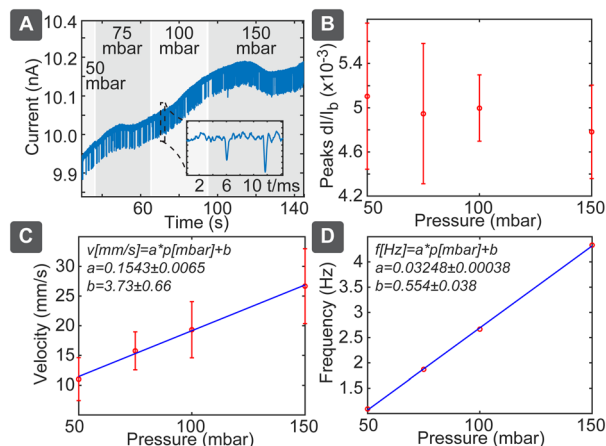 A
10.4
10.2
10.0
9.8
Current (nA)
50
mbar
75
mbar
100
mbar
150
mbar
2 6 10 t/ms
30 60 100 140
Time (s)
B
5.4
5
4.6
4.2
Peaks dI/I_b (x10^-3)
50 100 150
Pressure (mbar)
C
v[mm/s]=a*p[mbar]+b
a=0.1543±0.0065
b=3.73±0.66
35
30
25
20
15
10
Velocity (mm/s)
50 100 150
Pressure (mbar)
D
f[Hz]=a*p[mbar]+b
a=0.03248±0.00038
b=0.554±0.038
4
3.5
3
2.5
2
1.5
1
Frequency (Hz)
50 100 150
Pressure (mbar)